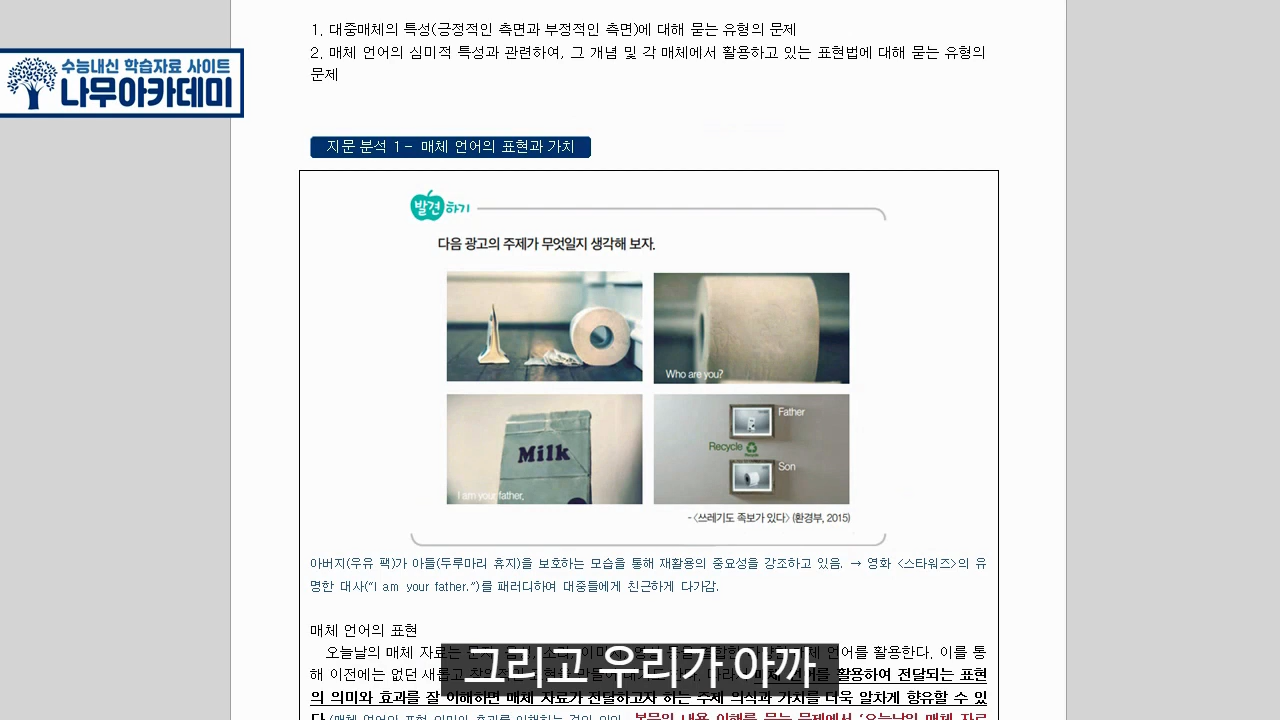 1. 대중매체의 특성(긍정적인 측면과 부정적인 측면)에 대해 묻는 유형의 문제
2. 매체 언어의 심미적 특성과 관련하여, 그 개념 및 각 매체에서 활용하고 있는 표현법에 대해 묻는 유형의
문제
수능내신 학습자료 사이트
나무아카데미
지문 분석 1- 매체 언어의 표현과 가치
발견하기
다음 광고의 주제가 무엇일지 생각해 보자.
Who are you?
Milk
I am your father.
Father
Recycle
Son
-<쓰레기도 족보가 있다> (환경부, 2015)
아버지(우유 팩)가 아들(두루마리 휴지)을 보호하는 모습을 통해 재활용의 중요성을 강조하고 있음. → 영화 <스타워즈>의 유
명한 대사("I am your father.")를 패러디하여 대중들에게 친근하게 다가감.
매체 언어의 표현
오늘날의 매체 자료는 언어를 활용한다. 이를 통
해 이전에는 없던 새롭고 활용하여 전달되는 표현
의 의미와 효과를 잘 이해하면 매체 자료가 전달하고자 하는 주제 의식과 가치를 더욱 알차게 향유할 수 있
그리고 우리가 아까